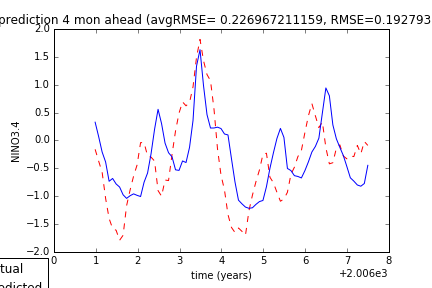 prediction 4 mon ahead (avgRMSE= 0.226967211159, RMSE=0.192793
2.0
1.5
1.0
0.5
0.0
−0.5
−1.0
−1.5
−2.0
NINO3.4
0 1 2 3 4 5 6 7 8
time (years)
+2.006e3
tual
edicted